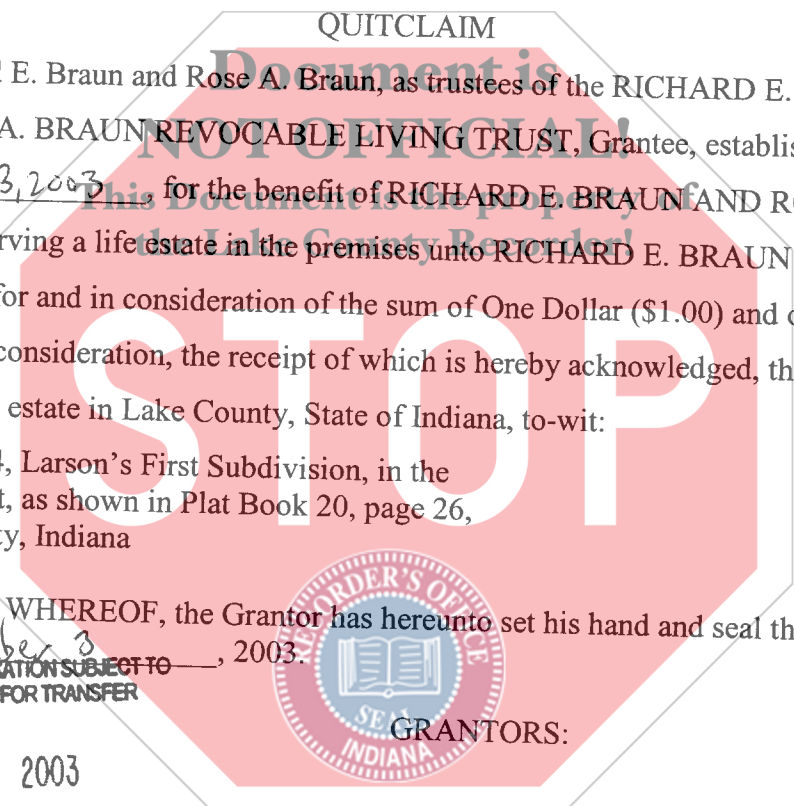 QUITCLAIM
E. Braun and Rose A. Braun, as trustees of the RICHARD E.
Document is
A. BRAUN REVOCABLE LIVING TRUST, Grantee, establis
NOT OFFICIAL!
3, 2003, for the benefit of RICHARD E. BRAUN AND R
This Document is the property of
rving a life estate in the premises unto RICHARD E. BRAUN
the Lake County Recorder!
for and in consideration of the sum of One Dollar ($1.00) and
consideration, the receipt of which is hereby acknowledged, th
estate in Lake County, State of Indiana, to-wit:
STOP
, Larson's First Subdivision, in the
t, as shown in Plat Book 20, page 26,
ty, Indiana
WHEREOF, the Grantor has hereunto set his hand and seal th
ber 3, 2003.
ATION SUBJECT TO
FOR TRANSFER
RECORDER'S OFFICE
SEAL
INDIANA
GRANTORS:
2003